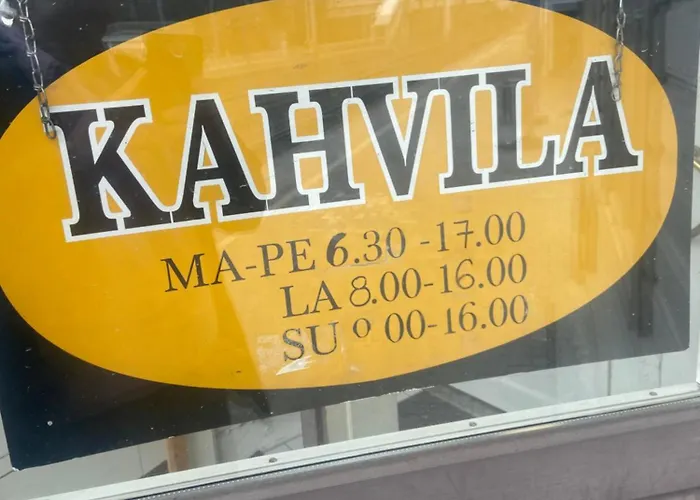 KAHVILA
MA-PE 6.30 -17.00
LA 8.00-16.00
SU 00-16.00